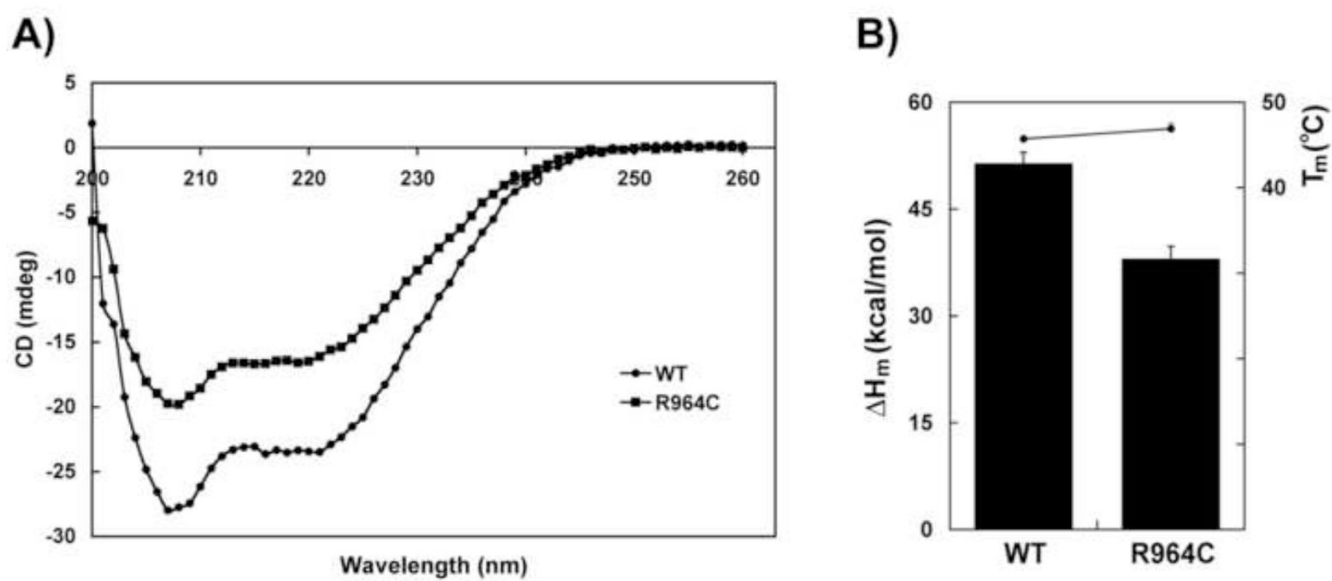 A)
5
0
-5
-10
-15
-20
-25
-30
200 210 220 230 240 250 260
CD (mdeg)
Wavelength (nm)
WT
R964C
B)
60
45
30
15
0
ΔHm (kcal/mol)
50
40
Tm(°C)
WT R964C